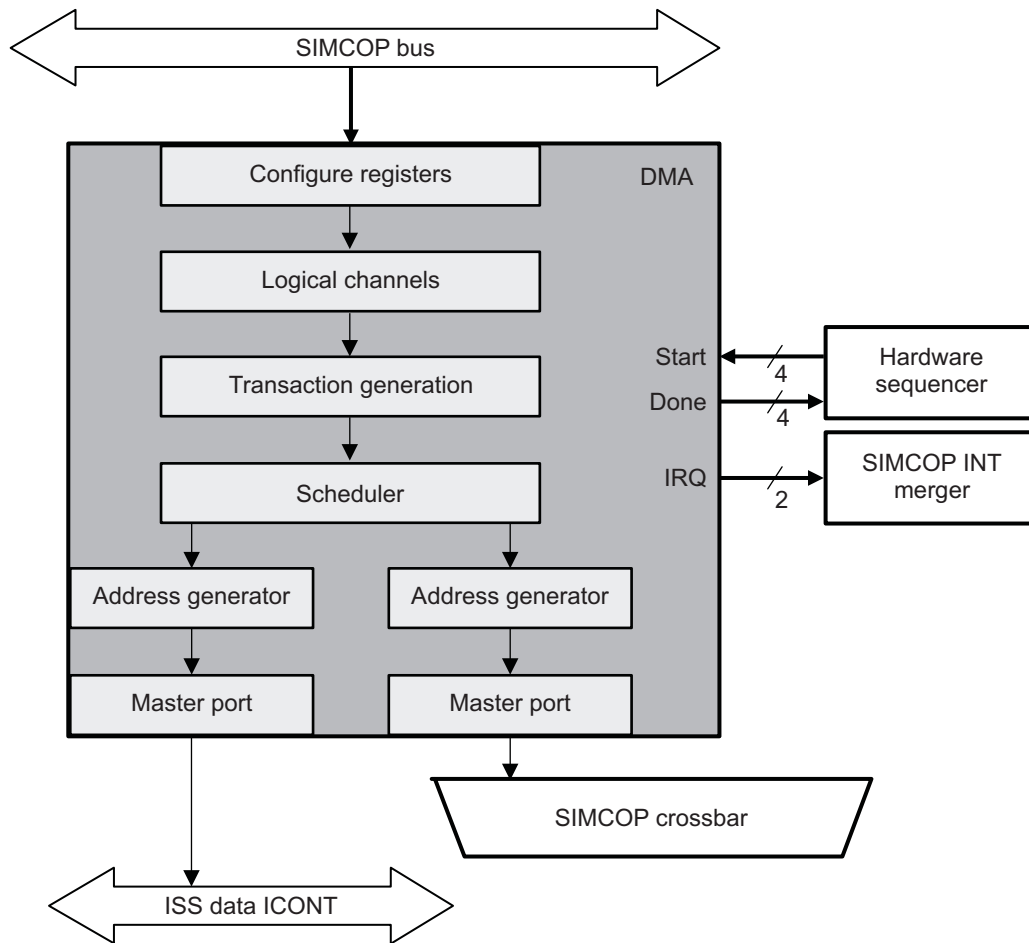 SIMCOP bus
Configure registers
DMA
Logical channels
Transaction generation
Start
4
Hardware
sequencer
Done
4
Scheduler
IRQ
2
SIMCOP INT
merger
Address generator
Address generator
Master port
Master port
SIMCOP crossbar
ISS data ICONT